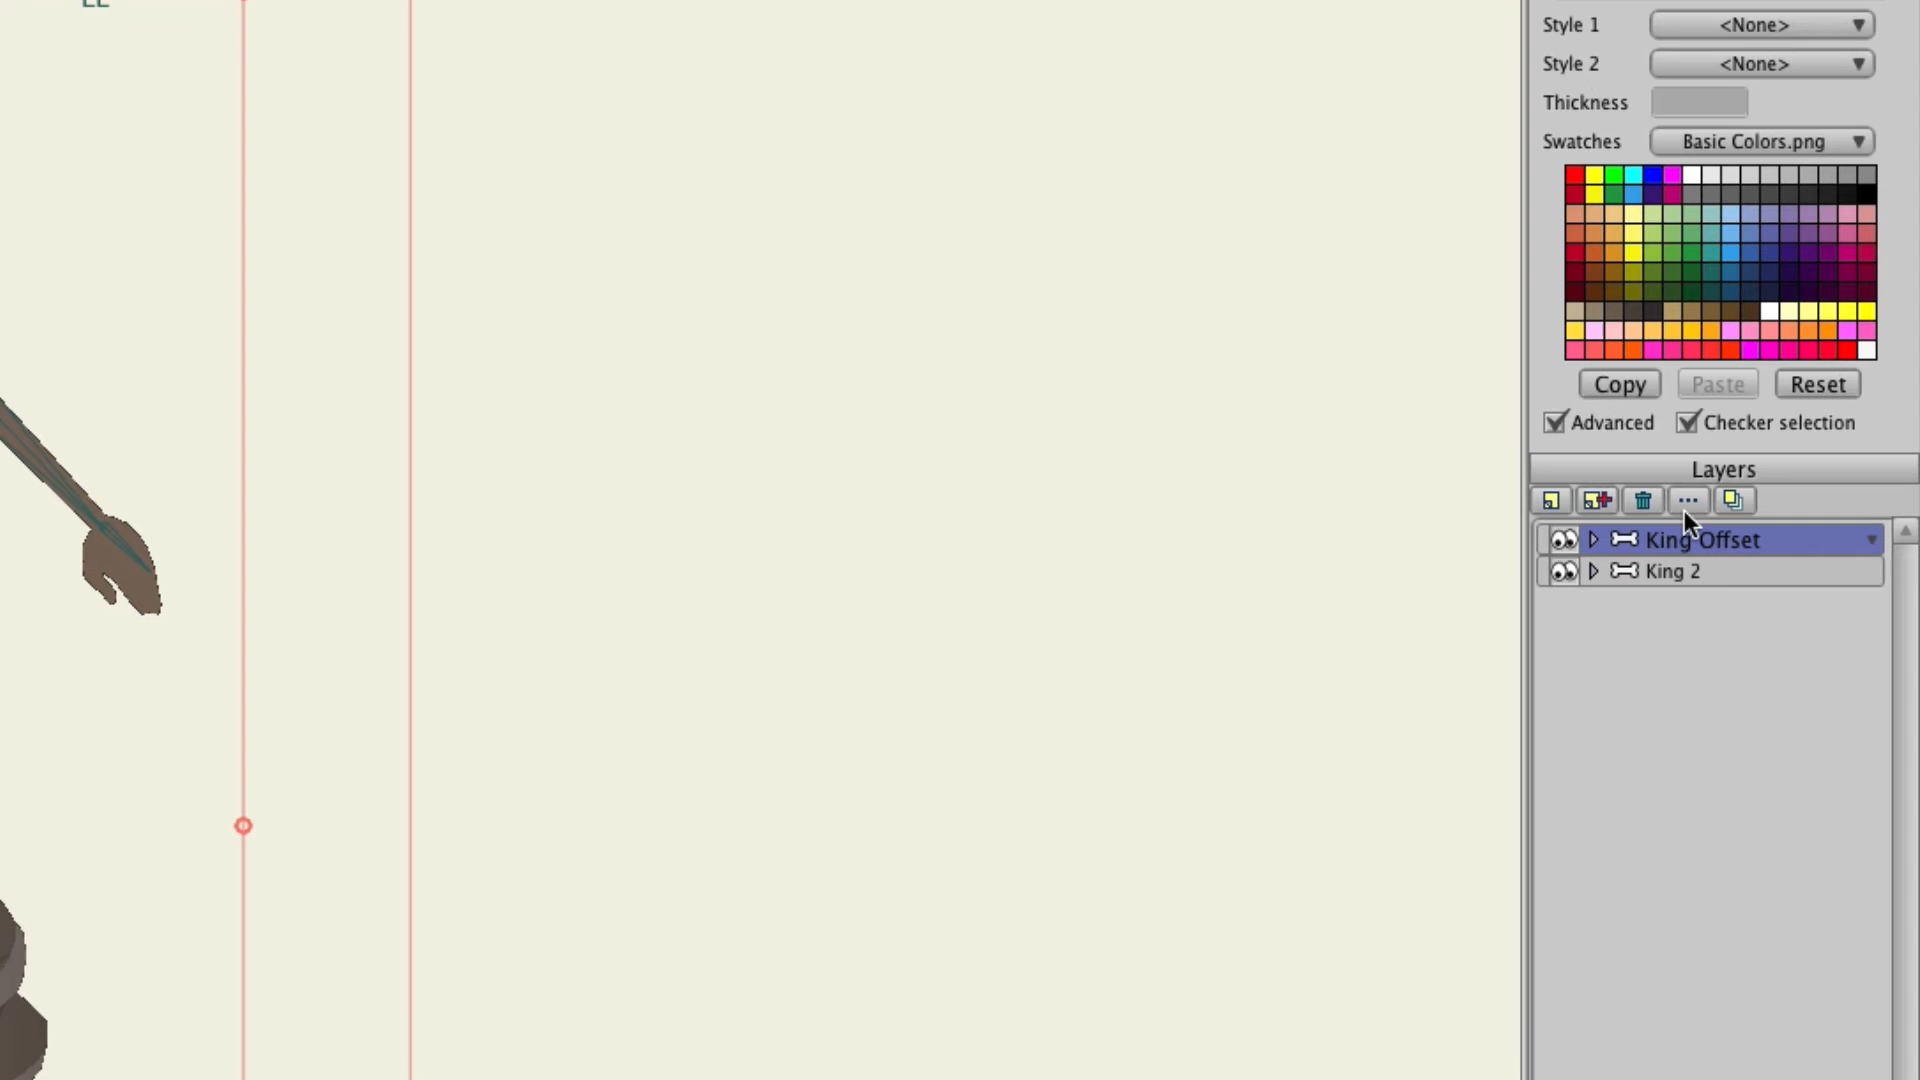 Style 1 <None>
Style 2 <None>
Thickness
Swatches Basic Colors.png
Copy Paste Reset
Advanced Checker selection
Layers
King Offset
King 2